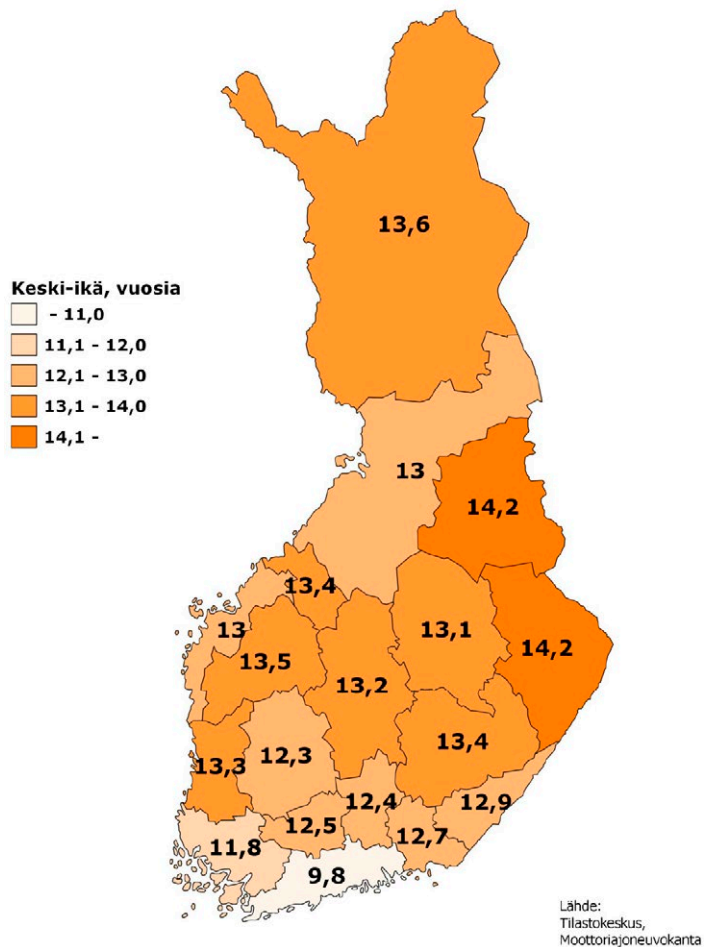 13,6
Keski-ikä, vuosia
- 11,0
11,1 - 12,0
12,1 - 13,0
13,1 - 14,0
14,1 -
13
14,2
13,4
13
13,1
13,5
14,2
13,2
13,4
12,3
13,3
12,4
12,9
12,5
12,7
11,8
9,8
Lähde:
Tilastokeskus,
Moottoriajoneuvokanta